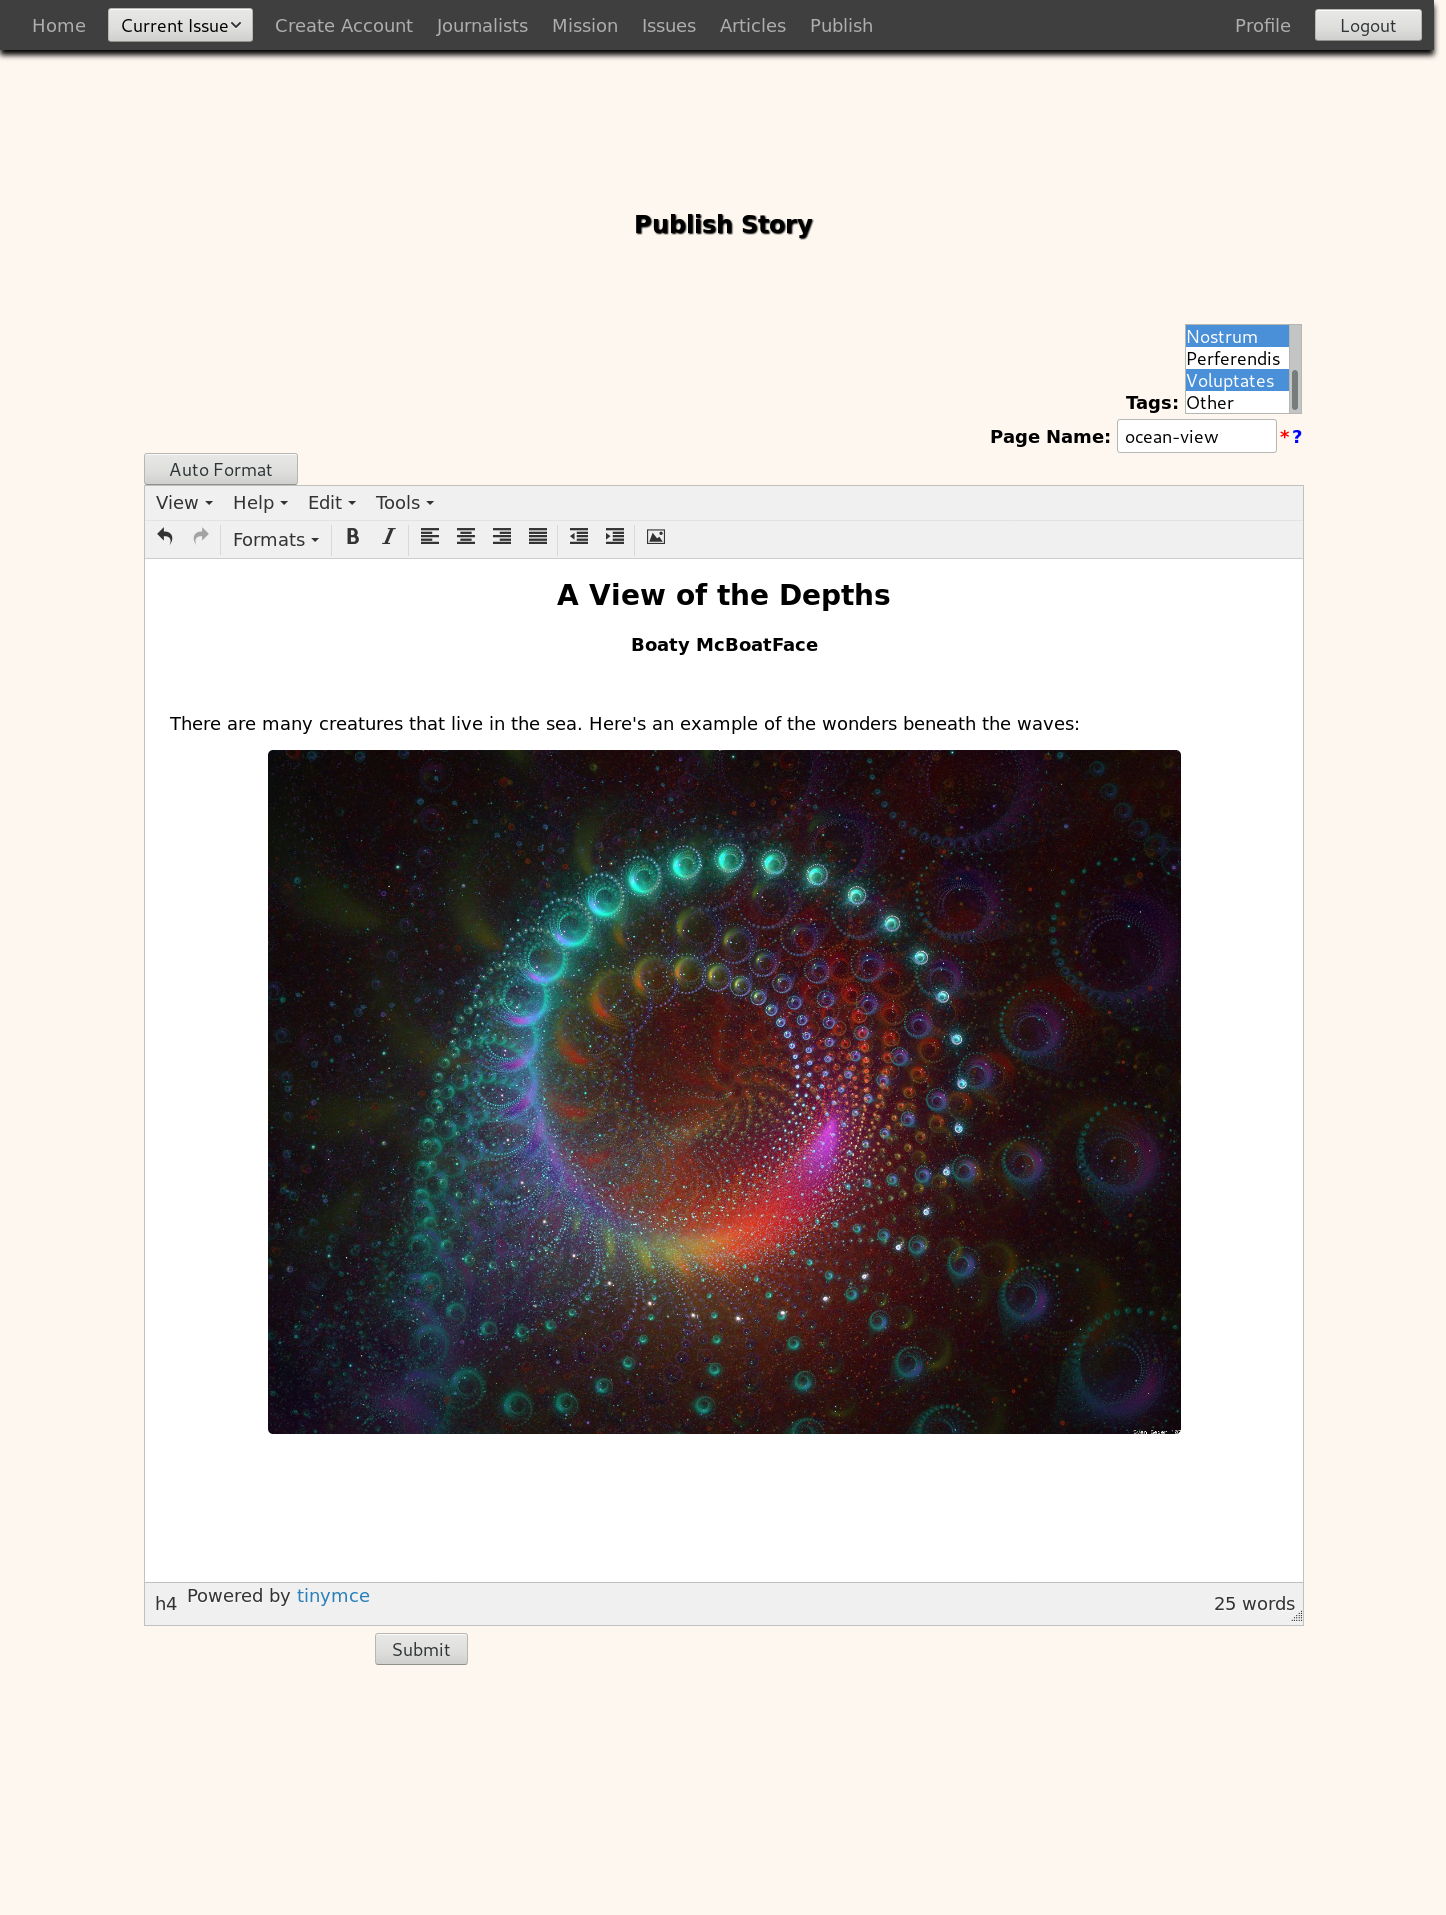 Home Current Issue Create Account Journalists Mission Issues Articles Publish Profile Logout
Publish Story
Nostrum
Perferendis
Voluptates
Tags: Other
Page Name: ocean-view *?
Auto Format
View Help Edit Tools
Formats B I
A View of the Depths
Boaty McBoatFace
There are many creatures that live in the sea. Here's an example of the wonders beneath the waves:
h4 Powered by tinymce 25 words
Submit